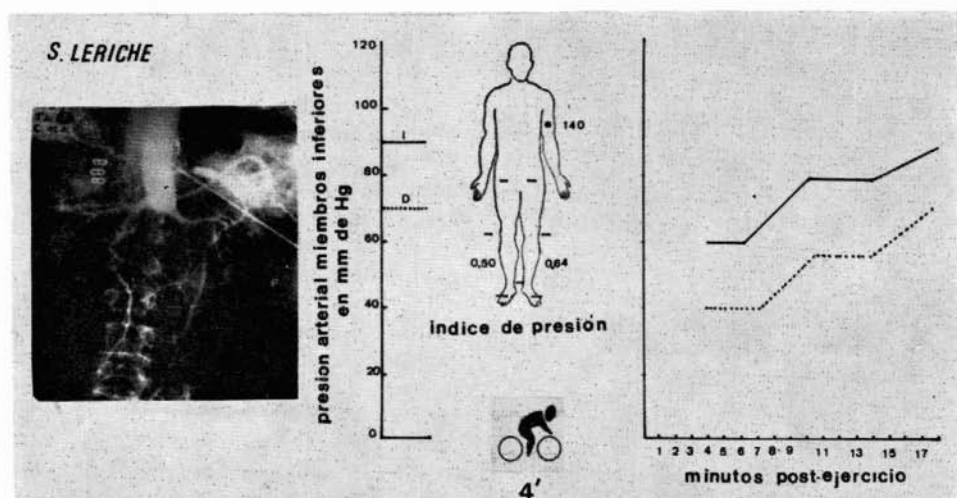 S. LERICHE
presion arterial miembros inferiores
en mm de Hg
120
100
80
60
40
20
0
I
D
140
0,50
0,64
índice de presión
4'
1 2 3 4 5 6 7 8- 9 11 13 15 17
minutos post-ejercicio